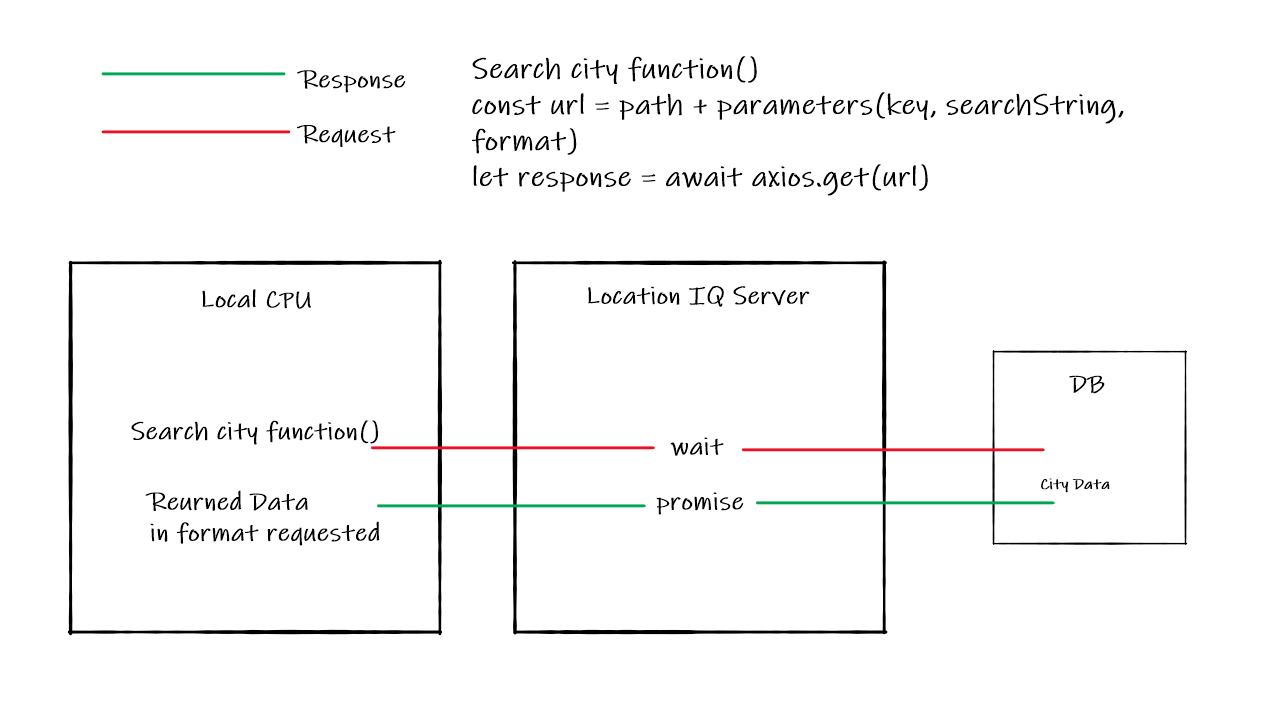 Response
Request
Search city function()
const url = path + parameters(key, searchString,
format)
let response = await axios.get(url)
Local CPU
Location IQ Server
DB
Search city function()
wait
City Data
Reurned Data
in format requested
promise